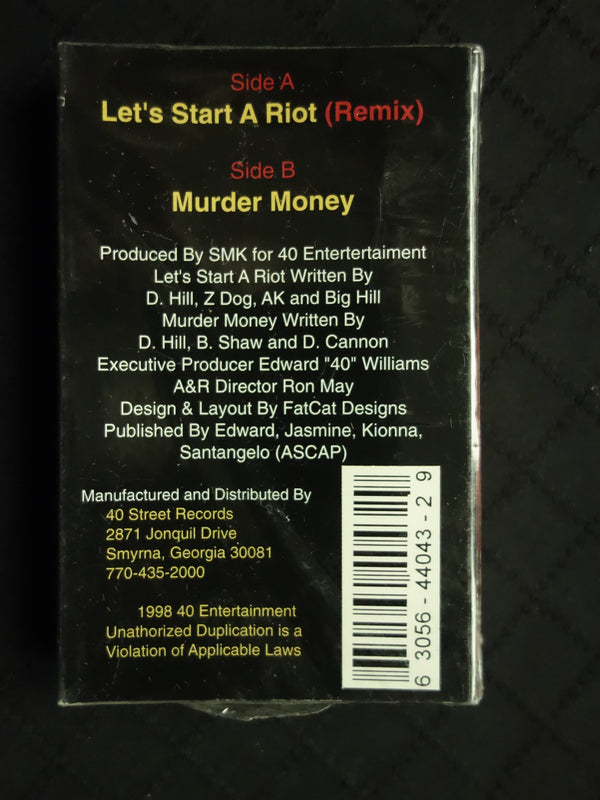 Side A
Let's Start A Riot (Remix)
Side B
Murder Money
Produced By SMK for 40 Entertertaiment
Let's Start A Riot Written By
D. Hill, Z Dog, AK and Big Hill
Murder Money Written By
D. Hill, B. Shaw and D. Cannon
Executive Producer Edward "40" Williams
A&R Director Ron May
Design & Layout By FatCat Designs
Published By Edward, Jasmine, Kionna,
Santangelo (ASCAP)
Manufactured and Distributed By
40 Street Records
2871 Jonquil Drive
Smyrna, Georgia 30081
770-435-2000
1998 40 Entertainment
Unathorized Duplication is a
Violation of Applicable Laws
6 3056 - 44043 - 2 9